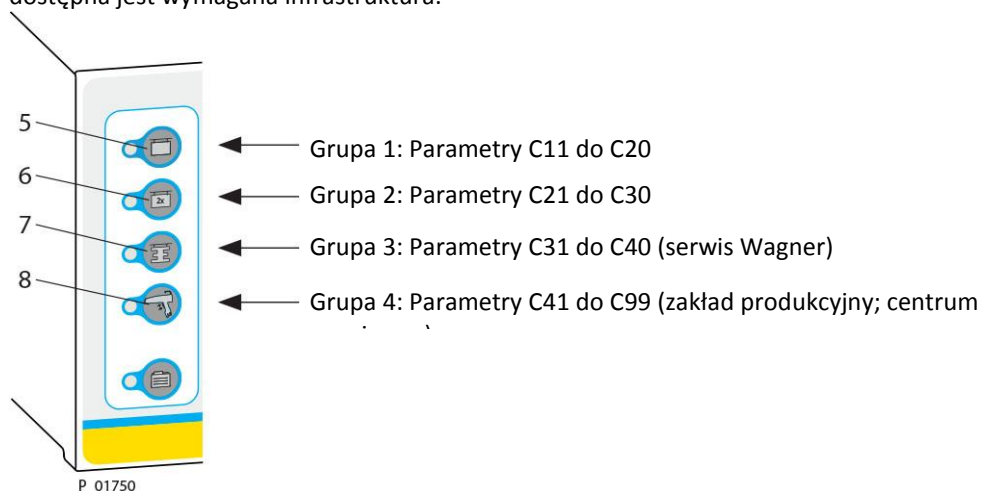 dostępna jest wymagana infrastruktura.
5
Grupa 1: Parametry C11 do C20
6
2x
Grupa 2: Parametry C21 do C30
7
Grupa 3: Parametry C31 do C40 (serwis Wagner)
8
Grupa 4: Parametry C41 do C99 (zakład produkcyjny; centrum
P_01750